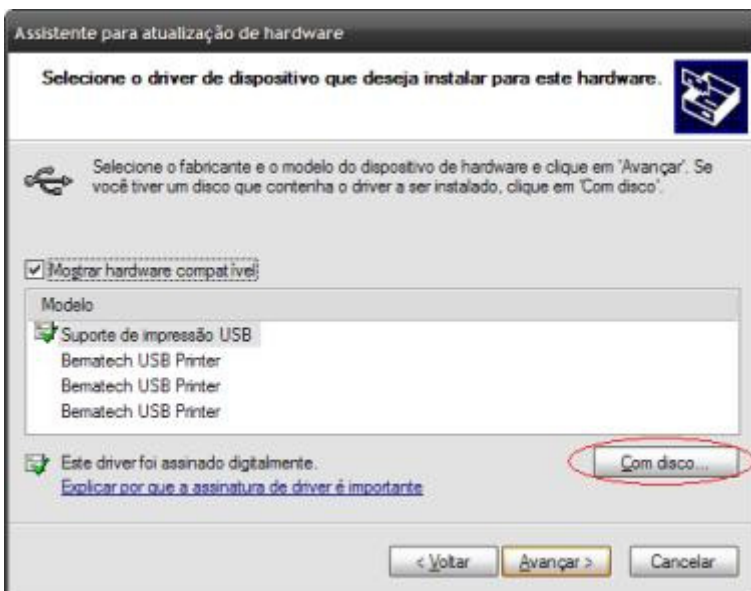 Assistente para atualização de hardware
Selecione o driver de dispositivo que deseja instalar para este hardware.
Selecione o fabricante e o modelo do dispositivo de hardware e clique em 'Avançar'. Se
você tiver um disco que contenha o driver a ser instalado, clique em 'Com disco'.
Mostrar hardware compatível
Modelo
Suporte de impressão USB
Bematech USB Printer
Bematech USB Printer
Bematech USB Printer
Este driver foi assinado digitalmente.
Com disco...
Explicar por que a assinatura de driver é importante
< Voltar
Avançar >
Cancelar